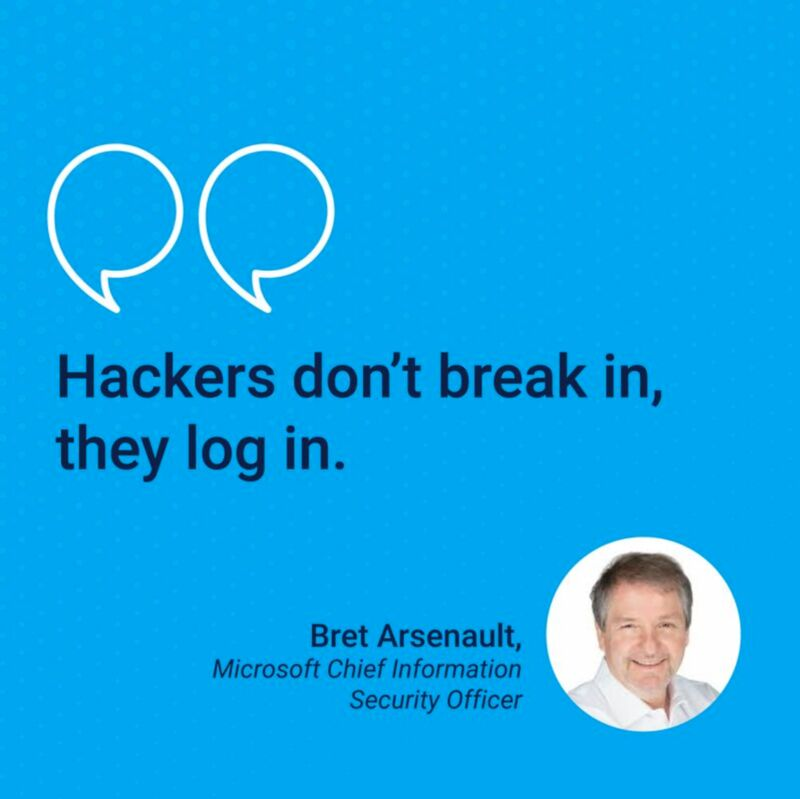 Hackers don’t break in,
they log in.
Bret Arsenault,
Microsoft Chief Information
Security Officer